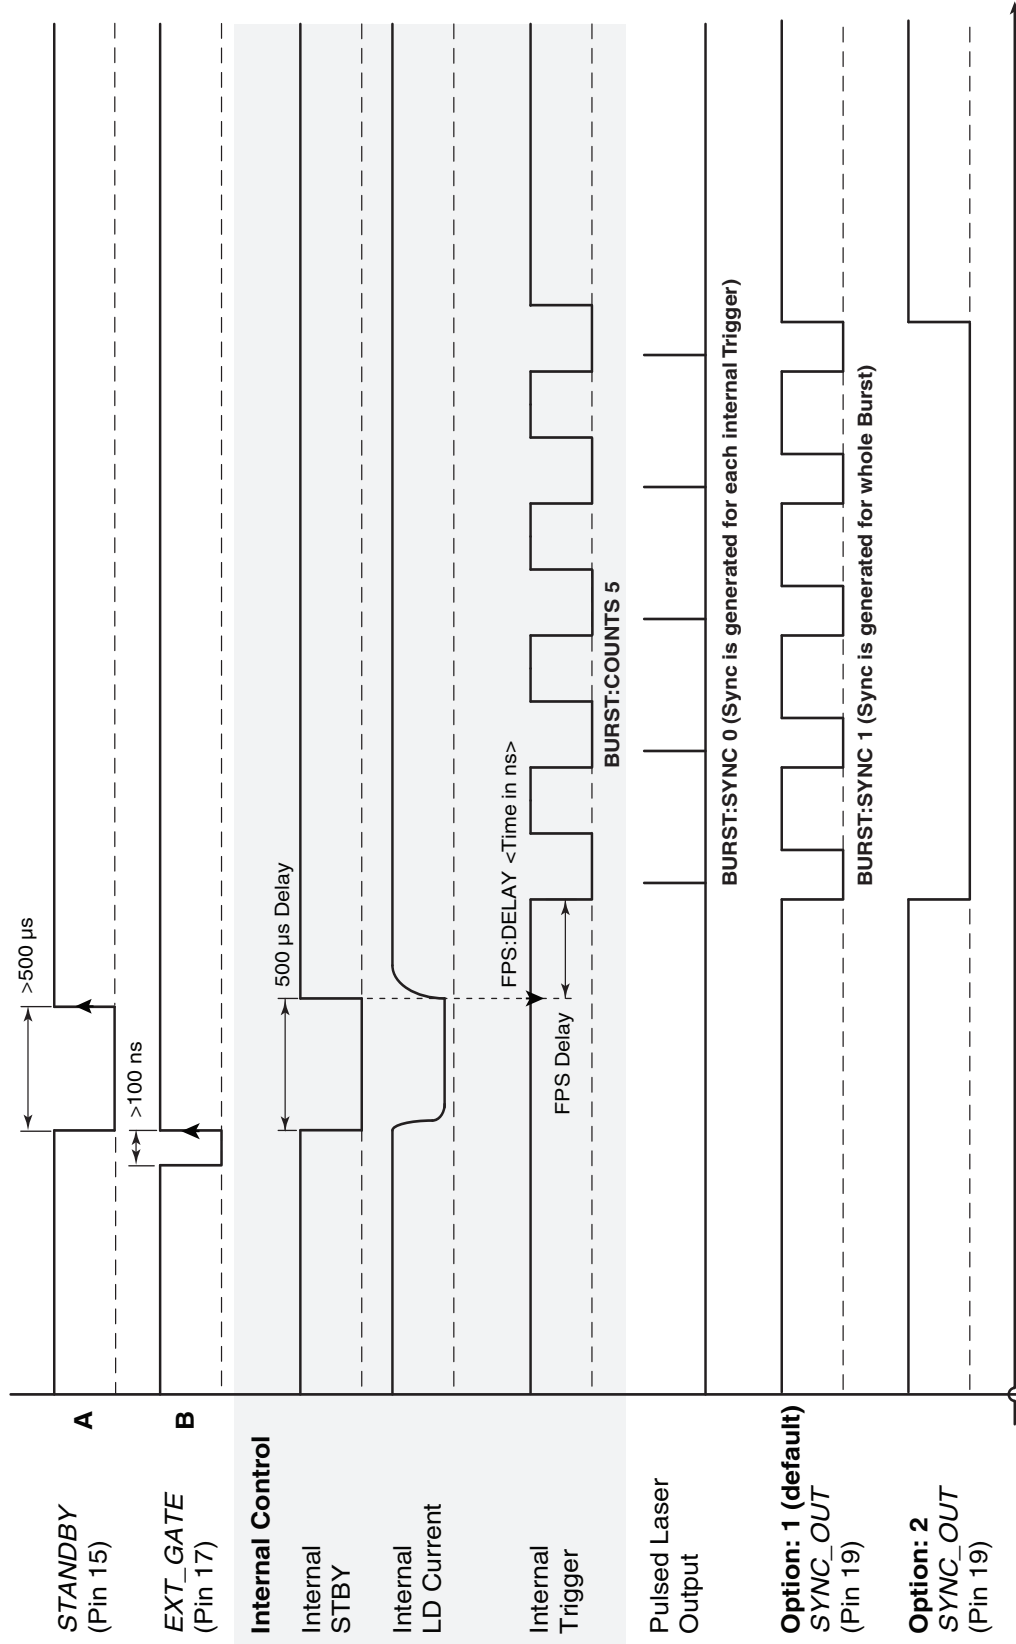 STANDBY
(Pin 15)
A
>500 µs
EXT_GATE
(Pin 17)
B
>100 ns
Internal Control
Internal
STBY
500 µs Delay
Internal
LD Current
FPS:DELAY <Time in ns>
Internal
Trigger
FPS Delay
BURST:COUNTS 5
Pulsed Laser
Output
BURST:SYNC 0 (Sync is generated for each internal Trigger)
Option: 1 (default)
SYNC_OUT
(Pin 19)
BURST:SYNC 1 (Sync is generated for whole Burst)
Option: 2
SYNC_OUT
(Pin 19)